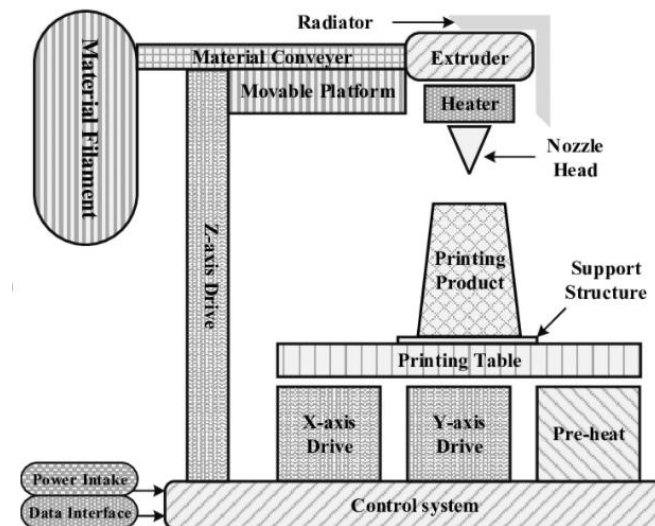 Radiator
Material Conveyer
Extruder
Movable Platform
Heater
Material Filament
Nozzle
Head
Z-axis Drive
Printing
Product
Support
Structure
Printing Table
X-axis
Drive
Y-axis
Drive
Pre-heat
Power Intake
Data Interface
Control system